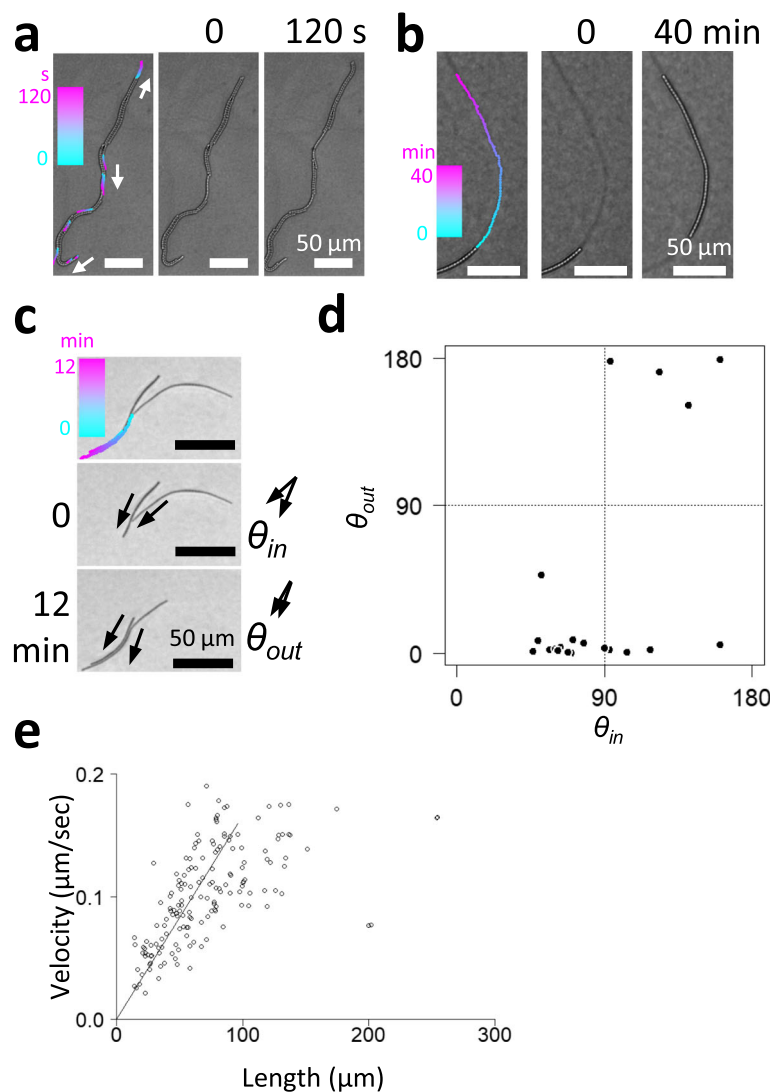 a
0
120 s
s
120
0
50 µm
b
0
40 min
min
40
0
50 µm
c
min
12
0
0
θin
12
min
50 µm
θout
d
180
90
0
θout
0
90
180
θin
e
0.2
0.1
0.0
Velocity (µm/sec)
0
100
200
300
Length (µm)